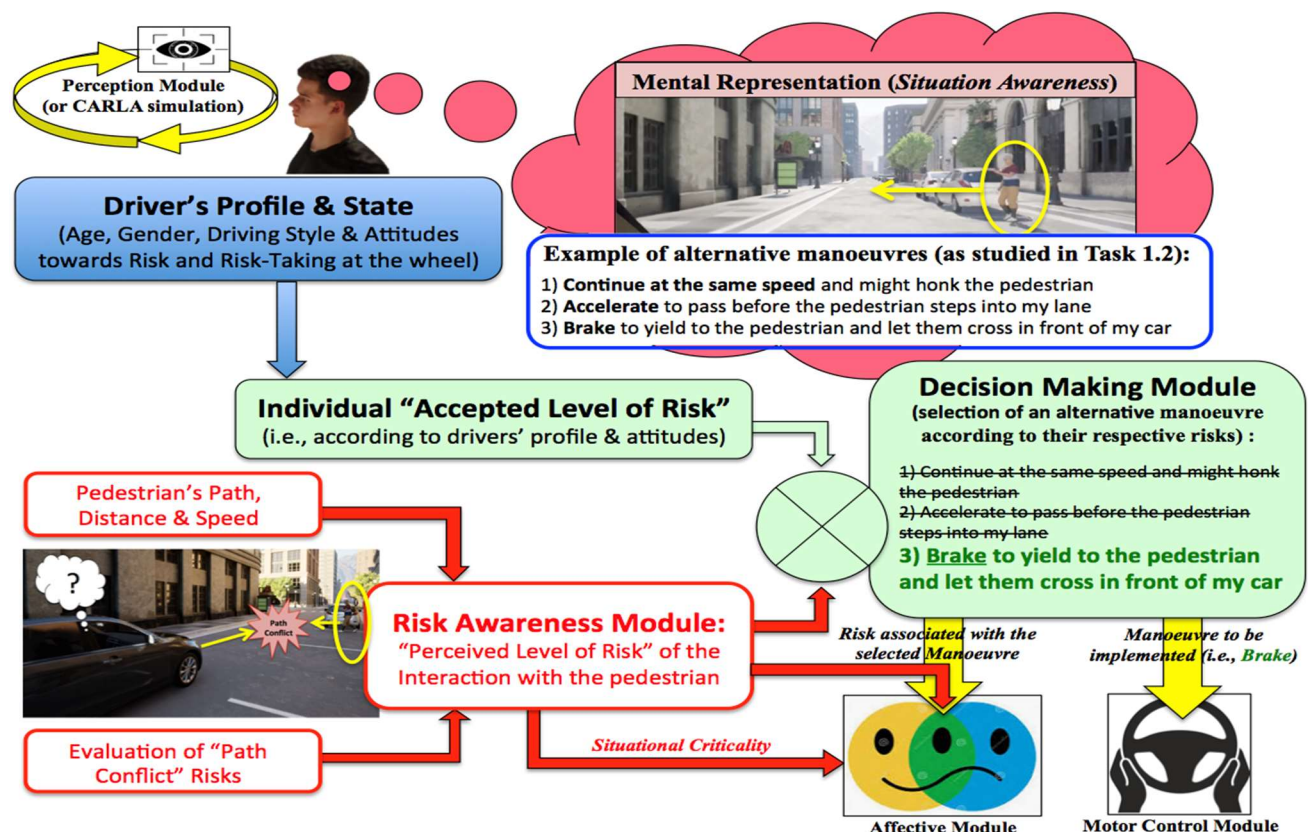 Perception Module
(or CARLA simulation)
Mental Representation (Situation Awareness)
Driver's Profile & State
(Age, Gender, Driving Style & Attitudes
towards Risk and Risk-Taking at the wheel)
Example of alternative manoeuvres (as studied in Task 1.2):
1) Continue at the same speed and might honk the pedestrian
2) Accelerate to pass before the pedestrian steps into my lane
3) Brake to yield to the pedestrian and let them cross in front of my car
Individual “Accepted Level of Risk”
(i.e., according to drivers' profile & attitudes)
Decision Making Module
(selection of an alternative manoeuvre
according to their respective risks) :
1) Continue at the same speed and might honk
the pedestrian
2) Accelerate to pass before the pedestrian
steps into my lane
3) Brake to yield to the pedestrian
and let them cross in front of my car
Pedestrian's Path,
Distance & Speed
?
Path
Conflict
Risk Awareness Module:
“Perceived Level of Risk” of the
Interaction with the pedestrian
Evaluation of “Path
Conflict” Risks
Risk associated with the
selected Manoeuvre
Manoeuvre to be
implemented (i.e., Brake)
Situational Criticality
Affective Module
Motor Control Module